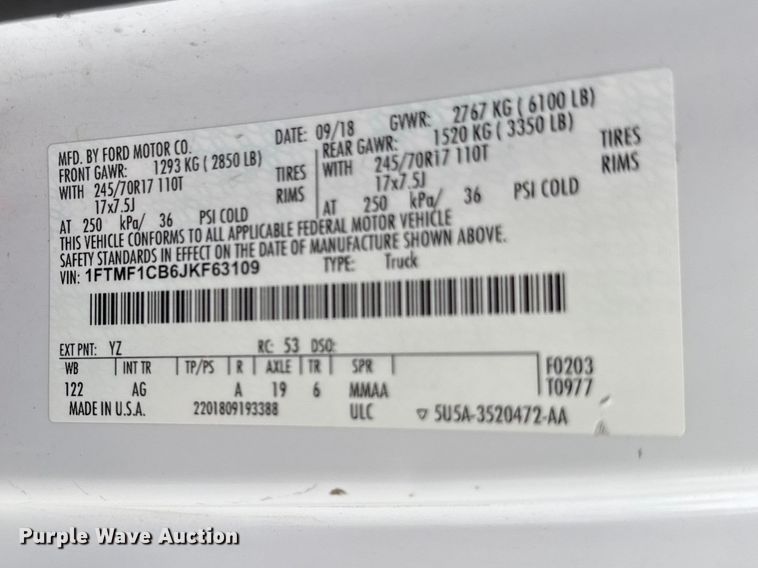 MFD. BY FORD MOTOR CO. DATE: 09/18 GVWR: 2767 KG ( 6100 LB)
FRONT GAWR: 1293 KG ( 2850 LB) REAR GAWR: 1520 KG ( 3350 LB)
WITH 245/70R17 110T TIRES WITH 245/70R17 110T TIRES
17x7.5J RIMS 17x7.5J RIMS
AT 250 kPa/ 36 PSI COLD AT 250 kPa/ 36 PSI COLD
THIS VEHICLE CONFORMS TO ALL APPLICABLE FEDERAL MOTOR VEHICLE
SAFETY STANDARDS IN EFFECT ON THE DATE OF MANUFACTURE SHOWN ABOVE.
VIN: 1FTMF1CB6JKF63109 TYPE: Truck
EXT PNT: YZ RC: 53 DSO:
WB INT TR TP/PS R AXLE TR SPR F0203
122 AG A 19 6 MMAA T0977
MADE IN U.S.A. 2201809193388 ULC ▽ 5U5A-3520472-AA
Purple Wave Auction